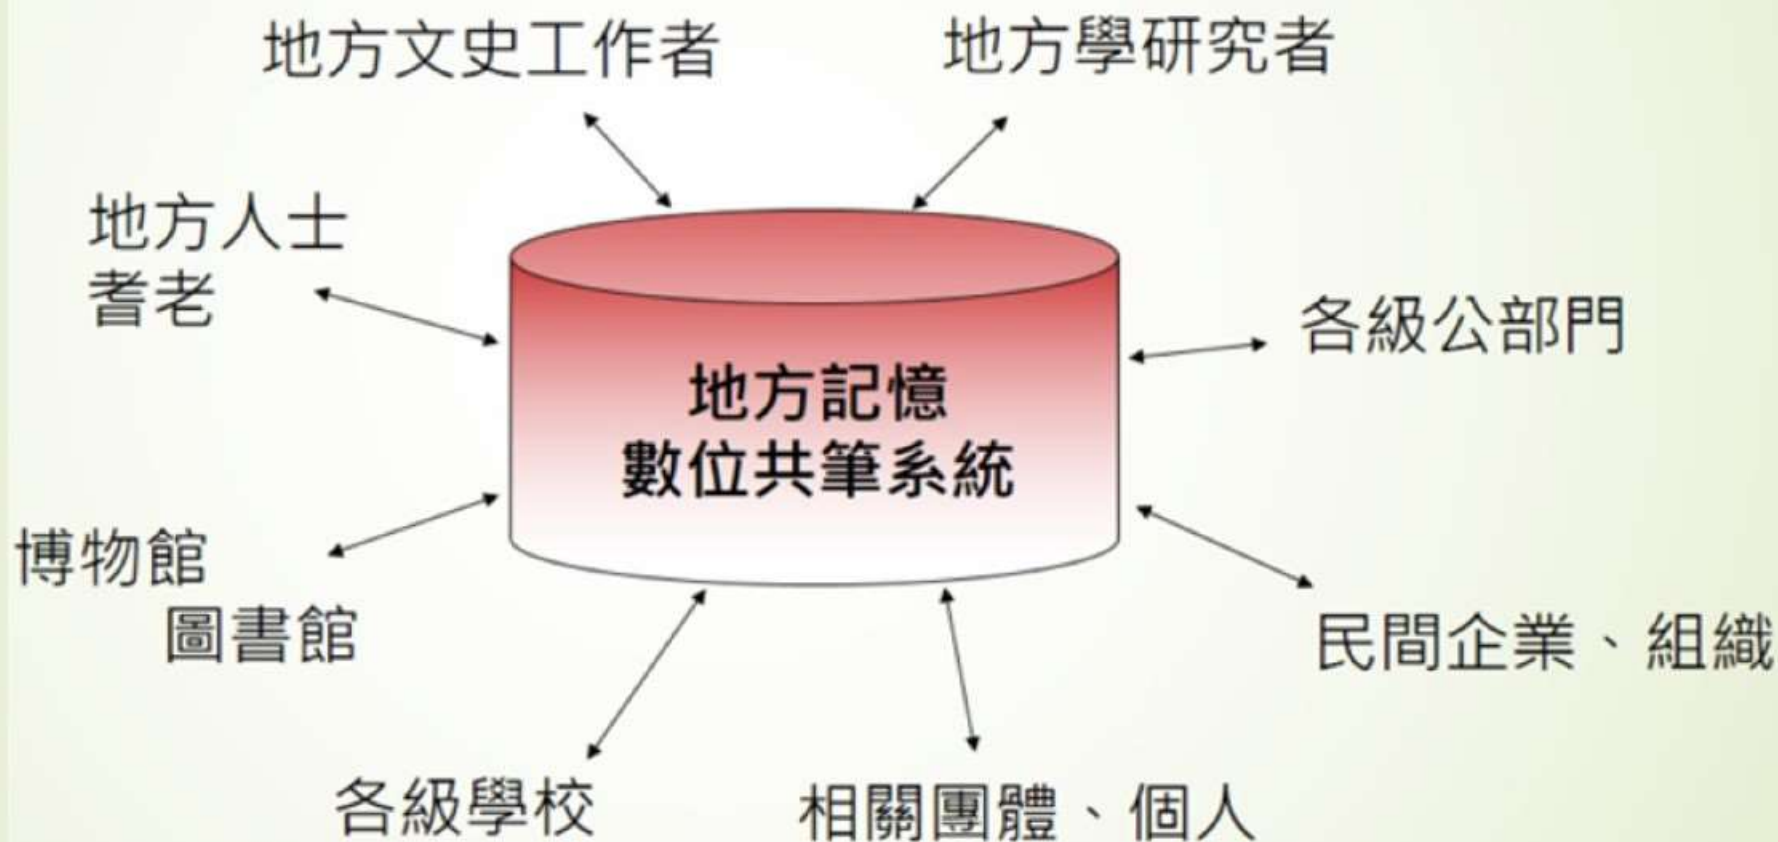 地方文史工作者
地方學研究者
地方人士
耆老
各級公部門
地方記憶
數位共筆系統
博物館
圖書館
民間企業、組織
各級學校
相關團體、個人